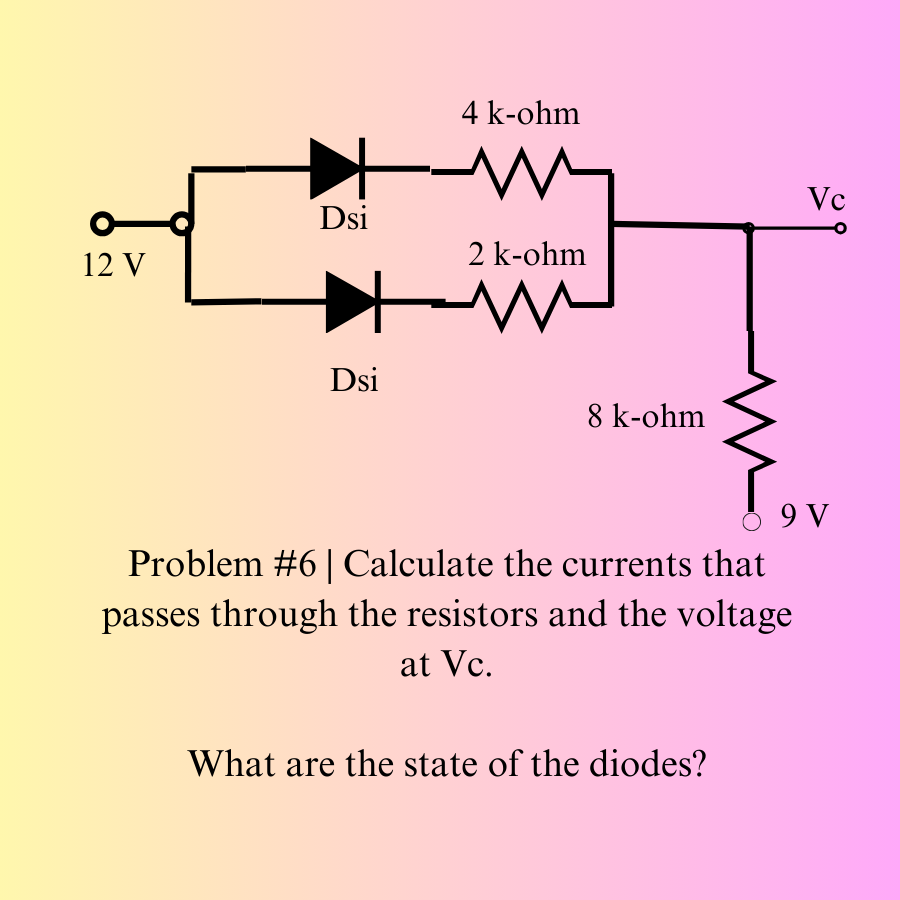 4 k-ohm
Vc
Dsi
12 V
2 k-ohm
Dsi
8 k-ohm
9 V
Problem #6 | Calculate the currents that
passes through the resistors and the voltage
at Vc.
What are the state of the diodes?